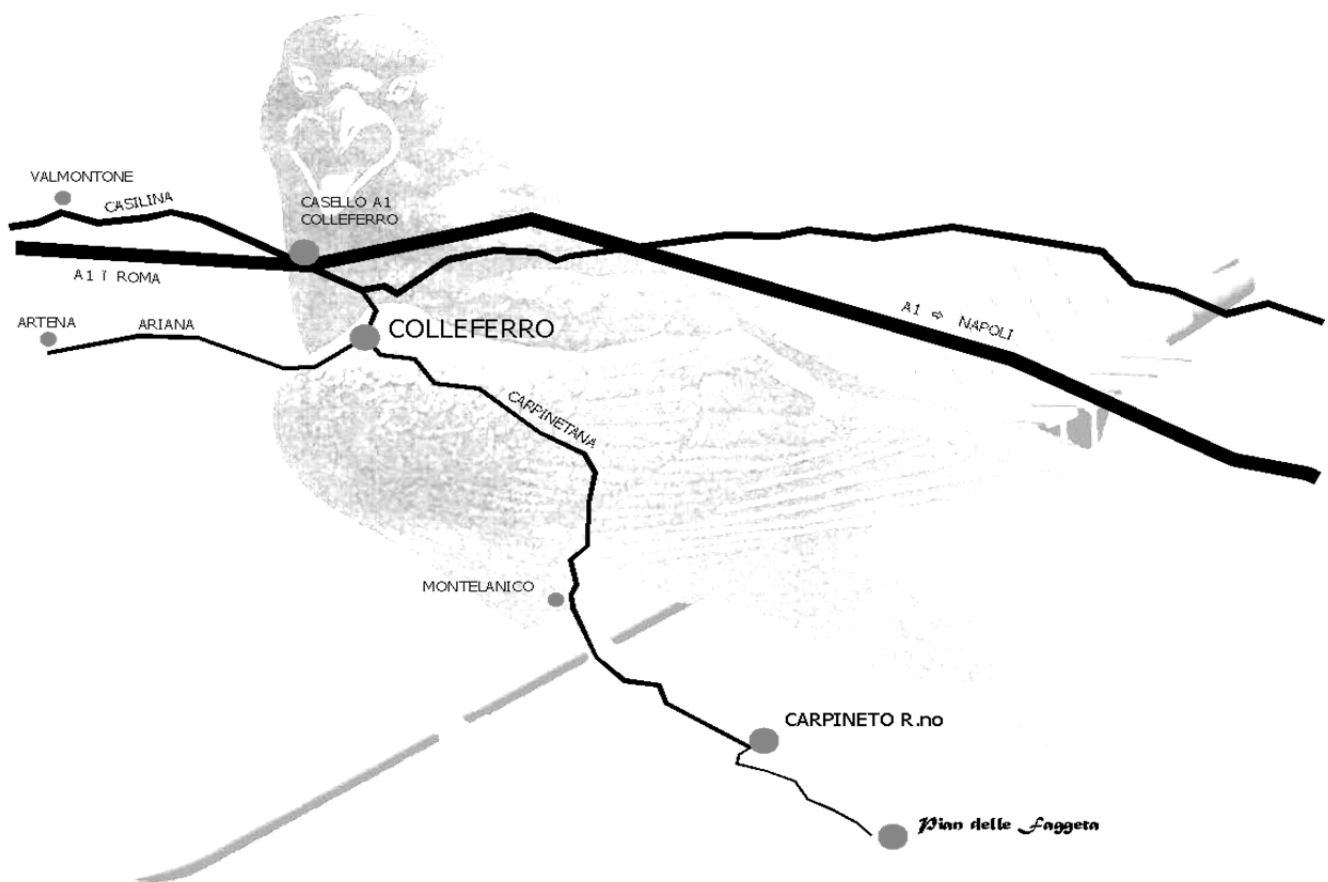 VALMONTONE
CASILINA
CASELLO A1
COLLEFERRO
A1 ⇧ ROMA
ARTENA
ARIANA
COLLEFERRO
A1 ⇨ NAPOLI
CARPINETANA
MONTELANICO
CARPINETO R.no
Pian delle Faggeta